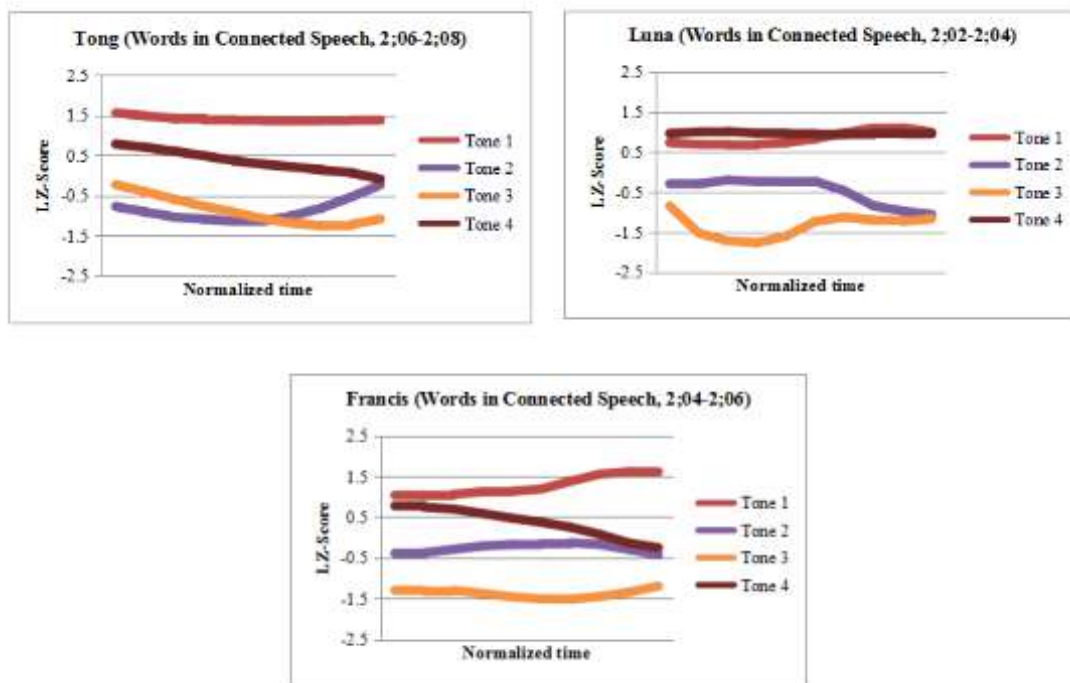 Tong (Words in Connected Speech, 2;06-2;08)
2.5
1.5
0.5
-0.5
-1.5
-2.5
LZ-Score
Normalized time
Tone 1
Tone 2
Tone 3
Tone 4
Luna (Words in Connected Speech, 2;02-2;04)
2.5
1.5
0.5
-0.5
-1.5
-2.5
LZ-Score
Normalized time
Tone 1
Tone 2
Tone 3
Tone 4
Francis (Words in Connected Speech, 2;04-2;06)
2.5
1.5
0.5
-0.5
-1.5
-2.5
LZ-Score
Normalized time
Tone 1
Tone 2
Tone 3
Tone 4